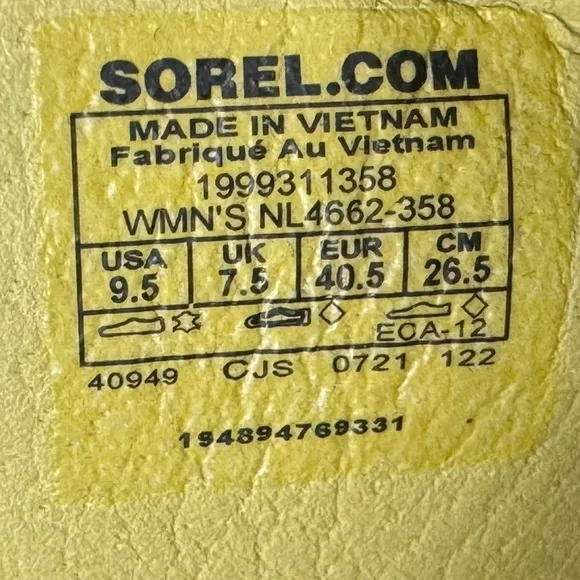 SOREL.COM
MADE IN VIETNAM
Fabriqué Au Vietnam
1999311358
WMN'S NL4662-358
USA UK EUR CM
9.5 7.5 40.5 26.5
ECA-12
40949 CJS 0721 122
194894769331